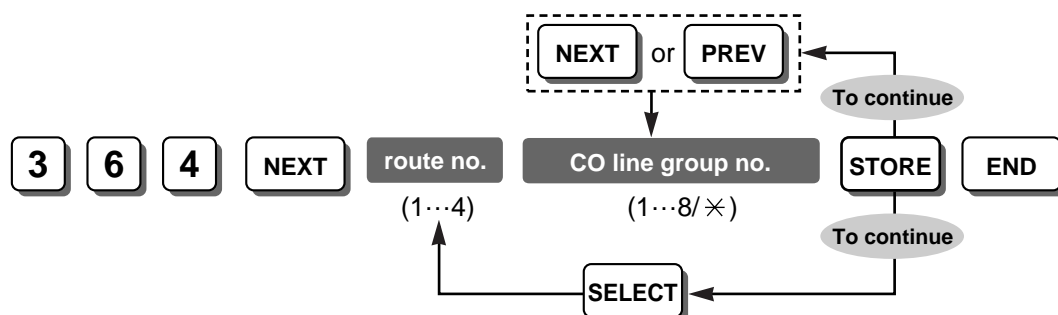 NEXT or PREV
To continue
3 6 4 NEXT route no. CO line group no. STORE END
(1···4) (1···8/✳)
To continue
SELECT